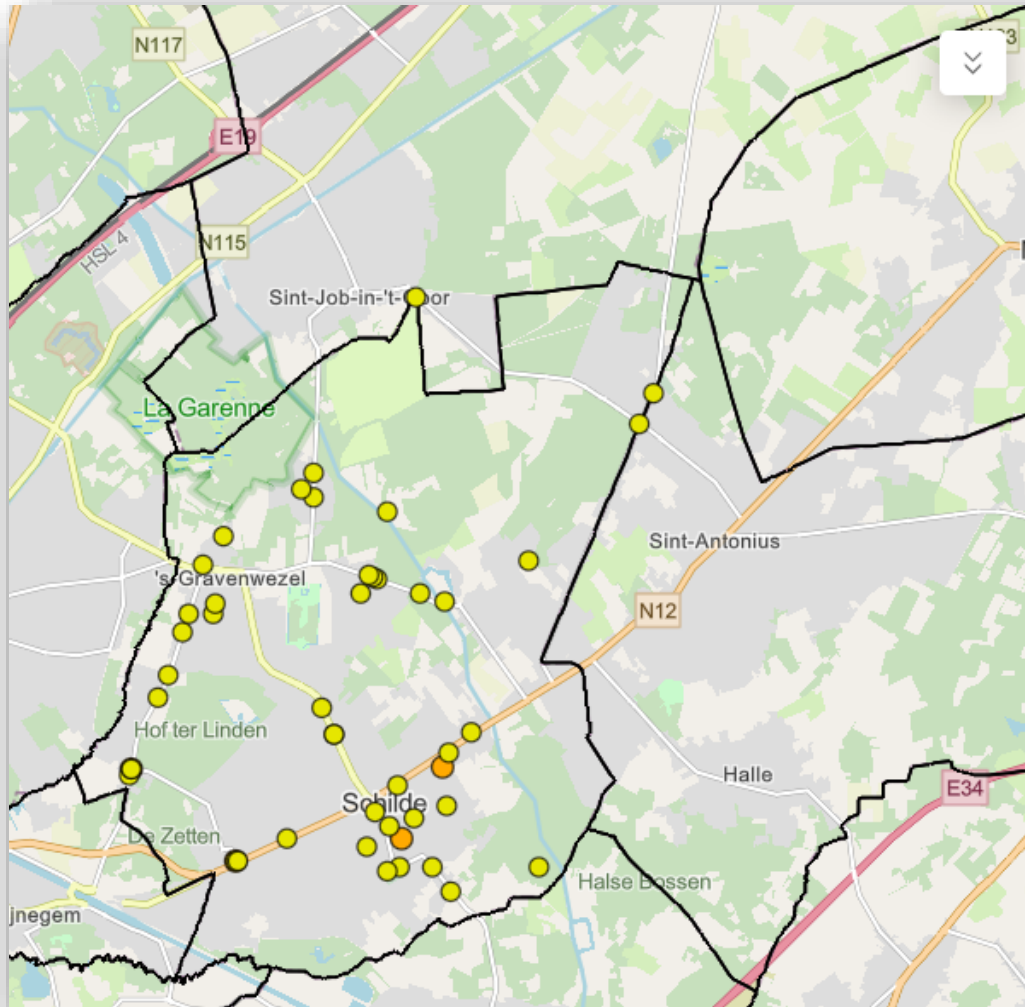 N117
E19
HSL 4
N115
Sint-Job-in-'t-Goor
La Garenne
Sint-Antonius
's-Gravenwezel
N12
Hof ter Linden
Halle
E34
Schilde
De Zetten
Halse Bossen
jnegem